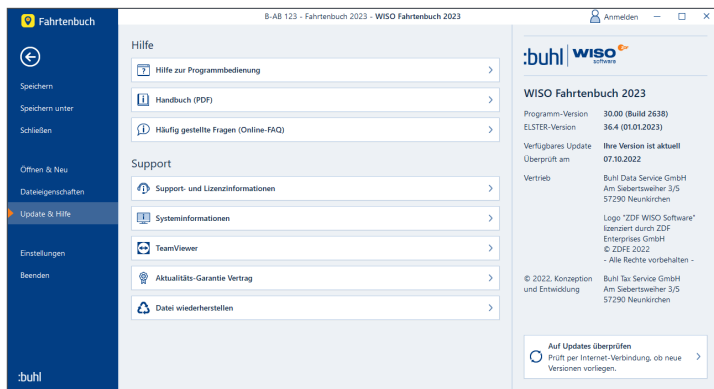 Fahrtenbuch
B-AB 123 - Fahrtenbuch 2023 - WISO Fahrtenbuch 2023
Anmelden
Speichern
Speichern unter
Schließen
Öffnen & Neu
Dateieigenschaften
Update & Hilfe
Einstellungen
Beenden
:buhl
Hilfe
Hilfe zur Programmbedienung
Handbuch (PDF)
Häufig gestellte Fragen (Online-FAQ)
Support
Support- und Lizenzinformationen
Systeminformationen
TeamViewer
Aktualitäts-Garantie Vertrag
Datei wiederherstellen
:buhl WISO
software
WISO Fahrtenbuch 2023
Programm-Version 30.00 (Build 2638)
ELSTER-Version 36.4 (01.01.2023)
Verfügbares Update Ihre Version ist aktuell
Überprüft am 07.10.2022
Vertrieb Buhl Data Service GmbH
Am Siebertsweiher 3/5
57290 Neunkirchen
Logo "ZDF WISO Software"
lizenziert durch ZDF
Enterprises GmbH
© ZDFE 2022
- Alle Rechte vorbehalten -
© 2022, Konzeption Buhl Tax Service GmbH
und Entwicklung Am Siebertsweiher 3/5
57290 Neunkirchen
Auf Updates überprüfen
Prüft per Internet-Verbindung, ob neue
Versionen vorliegen.